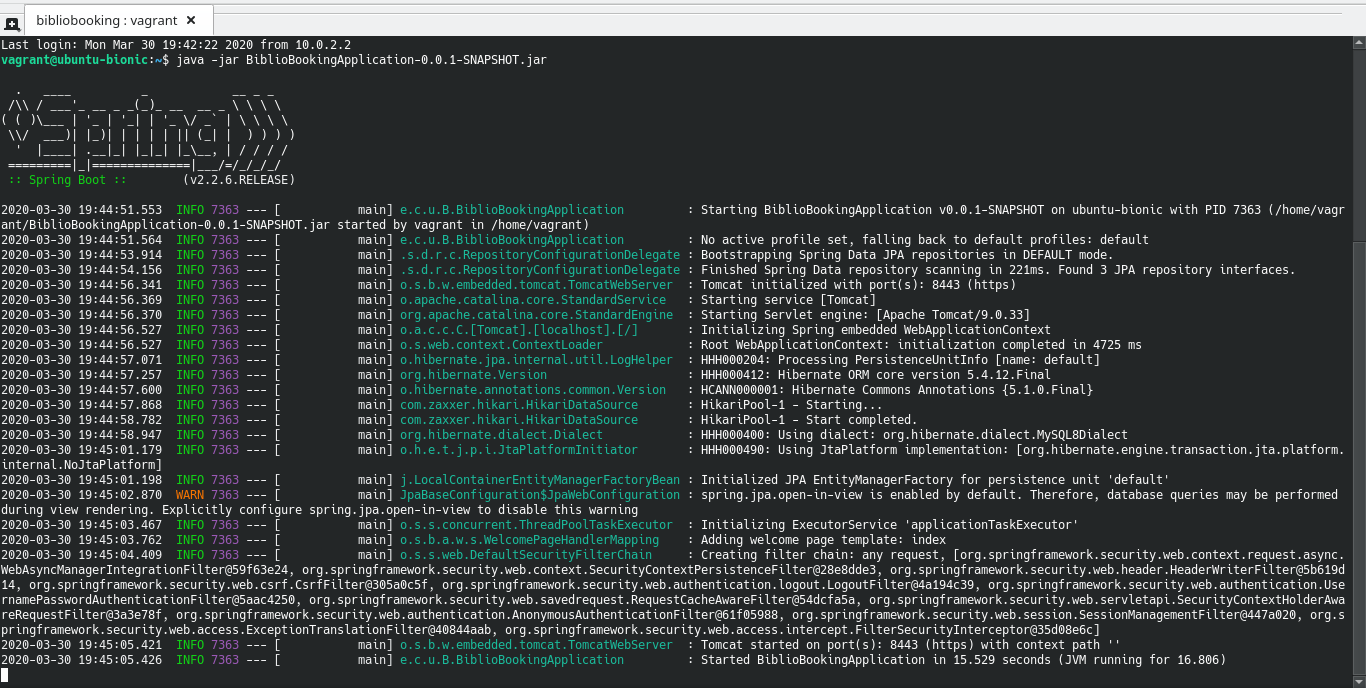 bibliobooking : vagrant ✕
Last login: Mon Mar 30 19:42:22 2020 from 10.0.2.2
vagrant@ubuntu-bionic:~$ java -jar BiblioBookingApplication-0.0.1-SNAPSHOT.jar
  .   ____          _            __ _ _
 /\\ / ___'_ __ _ _(_)_ __  __ _ \ \ \ \
( ( )\___ | '_ | '_| | '_ \/ _` | \ \ \ \
 \\/  ___)| |_)| | | | | || (_| |  ) ) ) )
  '  |____| .__|_| |_|_| |_\__, | / / / /
 =========|_|==============|___/=/_/_/_/
 :: Spring Boot ::        (v2.2.6.RELEASE)
2020-03-30 19:44:51.553  INFO 7363 --- [           main] e.c.u.B.BiblioBookingApplication         : Starting BiblioBookingApplication v0.0.1-SNAPSHOT on ubuntu-bionic with PID 7363 (/home/vagr
ant/BiblioBookingApplication-0.0.1-SNAPSHOT.jar started by vagrant in /home/vagrant)
2020-03-30 19:44:51.564  INFO 7363 --- [           main] e.c.u.B.BiblioBookingApplication         : No active profile set, falling back to default profiles: default
2020-03-30 19:44:53.914  INFO 7363 --- [           main] .s.d.r.c.RepositoryConfigurationDelegate : Bootstrapping Spring Data JPA repositories in DEFAULT mode.
2020-03-30 19:44:54.156  INFO 7363 --- [           main] .s.d.r.c.RepositoryConfigurationDelegate : Finished Spring Data repository scanning in 221ms. Found 3 JPA repository interfaces.
2020-03-30 19:44:56.341  INFO 7363 --- [           main] o.s.b.w.embedded.tomcat.TomcatWebServer  : Tomcat initialized with port(s): 8443 (https)
2020-03-30 19:44:56.369  INFO 7363 --- [           main] o.apache.catalina.core.StandardService   : Starting service [Tomcat]
2020-03-30 19:44:56.370  INFO 7363 --- [           main] org.apache.catalina.core.StandardEngine  : Starting Servlet engine: [Apache Tomcat/9.0.33]
2020-03-30 19:44:56.527  INFO 7363 --- [           main] o.a.c.c.C.[Tomcat].[localhost].[/]       : Initializing Spring embedded WebApplicationContext
2020-03-30 19:44:56.527  INFO 7363 --- [           main] o.s.web.context.ContextLoader            : Root WebApplicationContext: initialization completed in 4725 ms
2020-03-30 19:44:57.071  INFO 7363 --- [           main] o.hibernate.jpa.internal.util.LogHelper  : HHH000204: Processing PersistenceUnitInfo [name: default]
2020-03-30 19:44:57.257  INFO 7363 --- [           main] org.hibernate.Version                    : HHH000412: Hibernate ORM core version 5.4.12.Final
2020-03-30 19:44:57.600  INFO 7363 --- [           main] o.hibernate.annotations.common.Version   : HCANN000001: Hibernate Commons Annotations {5.1.0.Final}
2020-03-30 19:44:57.868  INFO 7363 --- [           main] com.zaxxer.hikari.HikariDataSource       : HikariPool-1 - Starting...
2020-03-30 19:44:58.782  INFO 7363 --- [           main] com.zaxxer.hikari.HikariDataSource       : HikariPool-1 - Start completed.
2020-03-30 19:44:58.947  INFO 7363 --- [           main] org.hibernate.dialect.Dialect            : HHH000400: Using dialect: org.hibernate.dialect.MySQL8Dialect
2020-03-30 19:45:01.179  INFO 7363 --- [           main] o.h.e.t.j.p.i.JtaPlatformInitiator       : HHH000490: Using JtaPlatform implementation: [org.hibernate.engine.transaction.jta.platform.
internal.NoJtaPlatform]
2020-03-30 19:45:01.198  INFO 7363 --- [           main] j.LocalContainerEntityManagerFactoryBean : Initialized JPA EntityManagerFactory for persistence unit 'default'
2020-03-30 19:45:02.870  WARN 7363 --- [           main] JpaBaseConfiguration$JpaWebConfiguration : spring.jpa.open-in-view is enabled by default. Therefore, database queries may be performed
during view rendering. Explicitly configure spring.jpa.open-in-view to disable this warning
2020-03-30 19:45:03.467  INFO 7363 --- [           main] o.s.s.concurrent.ThreadPoolTaskExecutor  : Initializing ExecutorService 'applicationTaskExecutor'
2020-03-30 19:45:03.762  INFO 7363 --- [           main] o.s.b.a.w.s.WelcomePageHandlerMapping    : Adding welcome page template: index
2020-03-30 19:45:04.409  INFO 7363 --- [           main] o.s.s.web.DefaultSecurityFilterChain     : Creating filter chain: any request, [org.springframework.security.web.context.request.async.
WebAsyncManagerIntegrationFilter@59f63e24, org.springframework.security.web.context.SecurityContextPersistenceFilter@28e8dde3, org.springframework.security.web.header.HeaderWriterFilter@5b619d
14, org.springframework.security.web.csrf.CsrfFilter@305a0c5f, org.springframework.security.web.authentication.logout.LogoutFilter@4a194c39, org.springframework.security.web.authentication.Use
rnamePasswordAuthenticationFilter@5aac4250, org.springframework.security.web.savedrequest.RequestCacheAwareFilter@54dcfa5a, org.springframework.security.web.servletapi.SecurityContextHolderAwa
reRequestFilter@3a3e78f, org.springframework.security.web.authentication.AnonymousAuthenticationFilter@61f05988, org.springframework.security.web.session.SessionManagementFilter@447a020, org.s
pringframework.security.web.access.ExceptionTranslationFilter@40844aab, org.springframework.security.web.access.intercept.FilterSecurityInterceptor@35d08e6c]
2020-03-30 19:45:05.421  INFO 7363 --- [           main] o.s.b.w.embedded.tomcat.TomcatWebServer  : Tomcat started on port(s): 8443 (https) with context path ''
2020-03-30 19:45:05.426  INFO 7363 --- [           main] e.c.u.B.BiblioBookingApplication         : Started BiblioBookingApplication in 15.529 seconds (JVM running for 16.806)